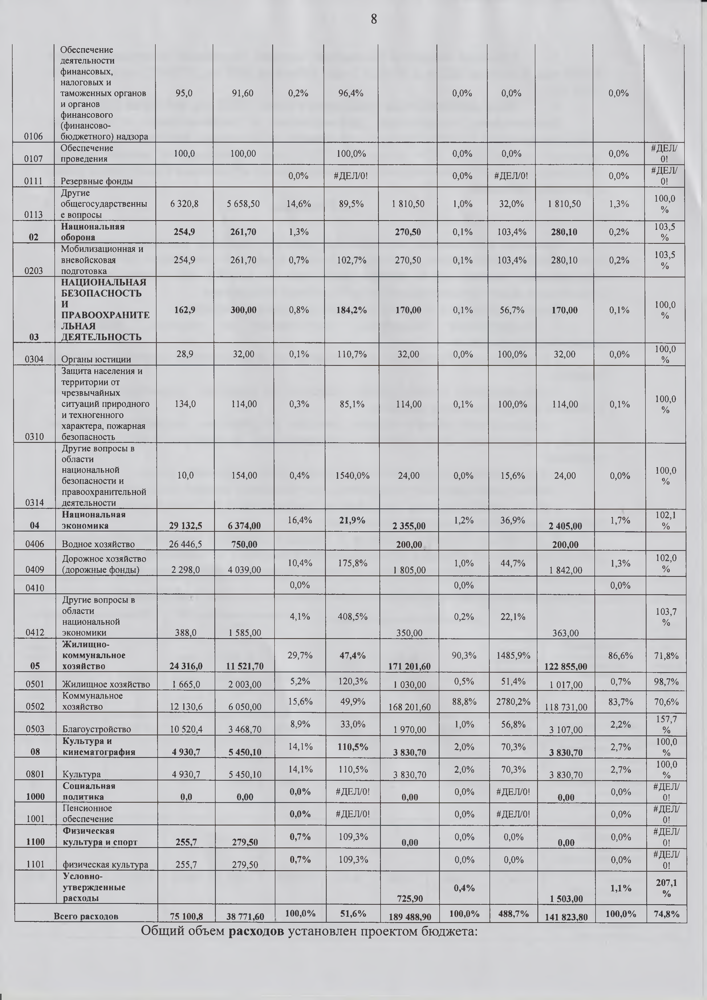 8
Обеспечение
деятельности
финансовых,
налоговых и
таможенных органов
и органов
финансового
(финансово-
0106 бюджетного) надзора 95,0 91,60 0,2% 96,4% 0,0% 0,0% 0,0%
Обеспечение
0107 проведения 100,0 100,00 100,0% 0,0% 0,0% 0,0% #ДЕЛ/
0!
0111 Резервные фонды 0,0% #ДЕЛ/0! 0,0% #ДЕЛ/0! 0,0% #ДЕЛ/
0!
Другие
общегосударственны
0113 е вопросы 6 320,8 5 658,50 14,6% 89,5% 1 810,50 1,0% 32,0% 1 810,50 1,3% 100,0
%
Национальная
02 оборона 254,9 261,70 1,3% 270,50 0,1% 103,4% 280,10 0,2% 103,5
%
Мобилизационная и
вневойсковая
0203 подготовка 254,9 261,70 0,7% 102,7% 270,50 0,1% 103,4% 280,10 0,2% 103,5
%
НАЦИОНАЛЬНАЯ
БЕЗОПАСНОСТЬ
И
ПРАВООХРАНИТЕ
ЛЬНАЯ
03 ДЕЯТЕЛЬНОСТЬ 162,9 300,00 0,8% 184,2% 170,00 0,1% 56,7% 170,00 0,1% 100,0
%
0304 Органы юстиции 28,9 32,00 0,1% 110,7% 32,00 0,0% 100,0% 32,00 0,0% 100,0
%
Защита населения и
территории от
чрезвычайных
ситуаций природного
и техногенного
характера, пожарная
0310 безопасность 134,0 114,00 0,3% 85,1% 114,00 0,1% 100,0% 114,00 0,1% 100,0
%
Другие вопросы в
области
национальной
безопасности и
правоохранительной
0314 деятельности 10,0 154,00 0,4% 1540,0% 24,00 0,0% 15,6% 24,00 0,0% 100,0
%
Национальная
04 экономика 29 132,5 6 374,00 16,4% 21,9% 2 355,00 1,2% 36,9% 2 405,00 1,7% 102,1
%
0406 Водное хозяйство 26 446,5 750,00 200,00 200,00
Дорожное хозяйство
0409 (дорожные фонды) 2 298,0 4 039,00 10,4% 175,8% 1 805,00 1,0% 44,7% 1 842,00 1,3% 102,0
%
0410 0,0% 0,0% 0,0%
Другие вопросы в
области
национальной
0412 экономики 388,0 1 585,00 4,1% 408,5% 350,00 0,2% 22,1% 363,00 103,7
%
Жилищно-
коммунальное
05 хозяйство 24 316,0 11 521,70 29,7% 47,4% 171 201,60 90,3% 1485,9% 122 855,00 86,6% 71,8%
0501 Жилищное хозяйство 1 665,0 2 003,00 5,2% 120,3% 1 030,00 0,5% 51,4% 1 017,00 0,7% 98,7%
Коммунальное
0502 хозяйство 12 130,6 6 050,00 15,6% 49,9% 168 201,60 88,8% 2780,2% 118 731,00 83,7% 70,6%
0503 Благоустройство 10 520,4 3 468,70 8,9% 33,0% 1 970,00 1,0% 56,8% 3 107,00 2,2% 157,7
%
Культура и
08 кинематография 4 930,7 5 450,10 14,1% 110,5% 3 830,70 2,0% 70,3% 3 830,70 2,7% 100,0
%
0801 Культура 4 930,7 5 450,10 14,1% 110,5% 3 830,70 2,0% 70,3% 3 830,70 2,7% 100,0
%
Социальная
1000 политика 0,0 0,00 0,0% #ДЕЛ/0! 0,00 0,0% #ДЕЛ/0! 0,00 0,0% #ДЕЛ/
0!
Пенсионное
1001 обеспечение 0,0% #ДЕЛ/0! 0,0% #ДЕЛ/0! 0,0% #ДЕЛ/
0!
Физическая
1100 культура и спорт 255,7 279,50 0,7% 109,3% 0,00 0,0% 0,0% 0,00 0,0% #ДЕЛ/
0!
1101 физическая культура 255,7 279,50 0,7% 109,3% 0,0% 0,0% 0,0% #ДЕЛ/
0!
Условно-
утвержденные
расходы 725,90 0,4% 1 503,00 1,1% 207,1
%
Всего расходов 75 100,8 38 771,60 100,0% 51,6% 189 488,90 100,0% 488,7% 141 823,80 100,0% 74,8%
Общий объем расходов установлен проектом бюджета: